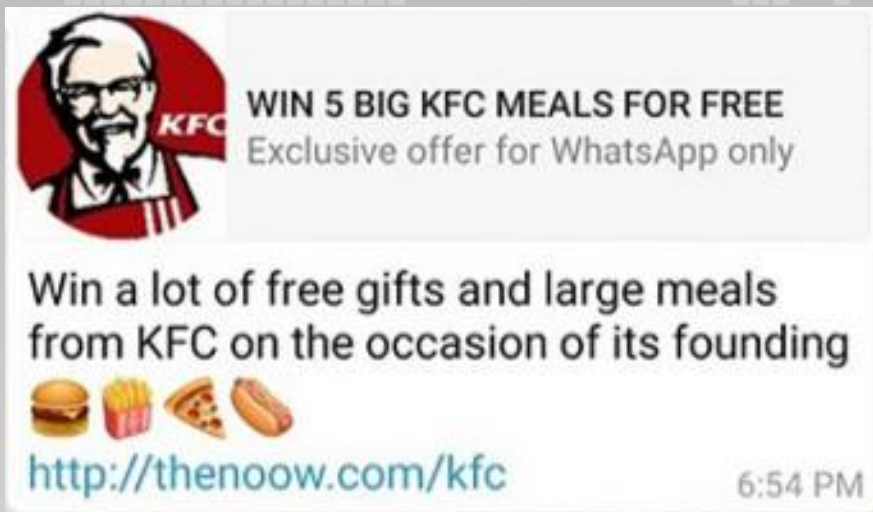 KFC
WIN 5 BIG KFC MEALS FOR FREE
Exclusive offer for WhatsApp only
Win a lot of free gifts and large meals
from KFC on the occasion of its founding
🍔🍟🍕🌭
http://thenoow.com/kfc
6:54 PM